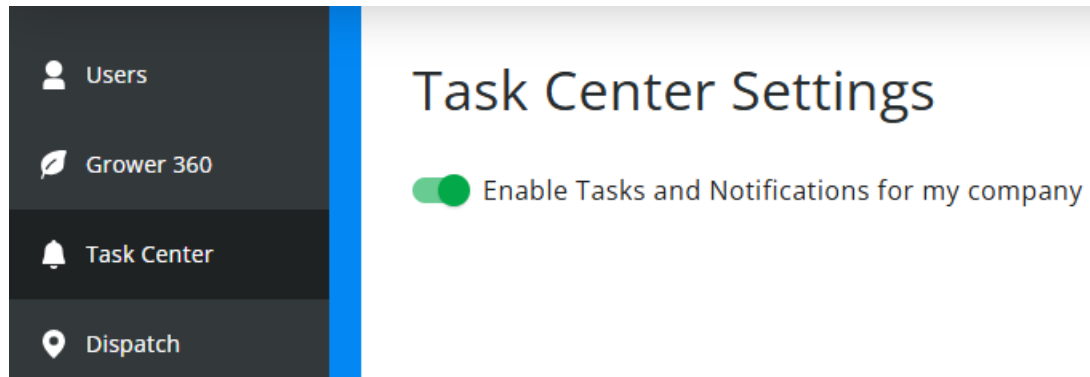 Users
Grower 360
Task Center
Dispatch
Task Center Settings
Enable Tasks and Notifications for my company